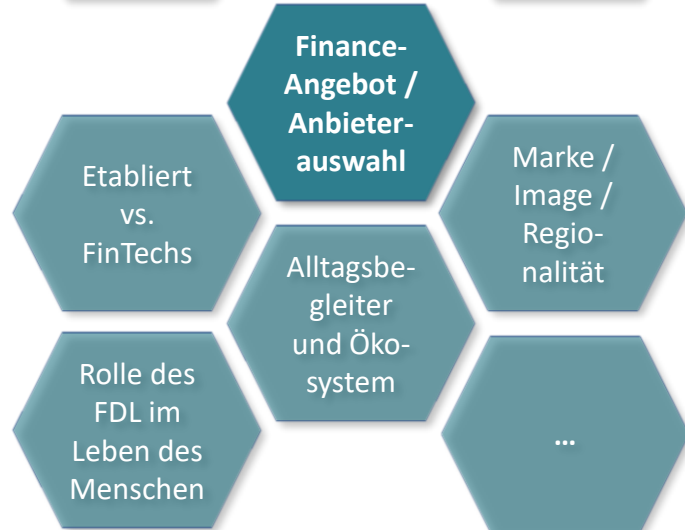 Finance-
Angebot /
Anbieter-
auswahl
Etabliert
vs.
FinTechs
Marke /
Image /
Regio-
nalität
Alltagsbe-
gleiter
und Öko-
system
Rolle des
FDL im
Leben des
Menschen
...